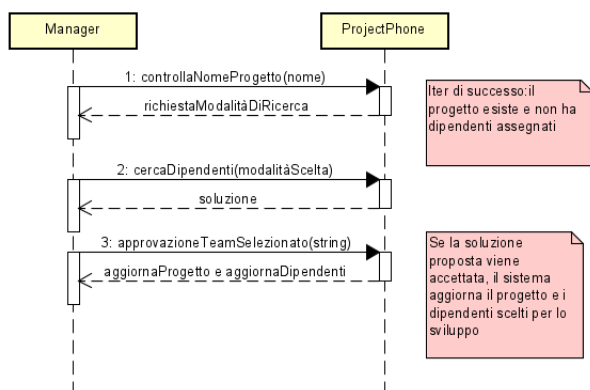 Manager
ProjectPhone
1: controllaNomeProgetto(nome)
richiestaModalitàDiRicerca
Iter di successo:il
progetto esiste e non ha
dipendenti assegnati
2: cercaDipendenti(modalitàScelta)
soluzione
3: approvazioneTeamSelezionato(string)
aggiornaProgetto e aggiornaDipendenti
Se la soluzione
proposta viene
accettata, il sistema
aggiorna il progetto e i
dipendenti scelti per lo
sviluppo